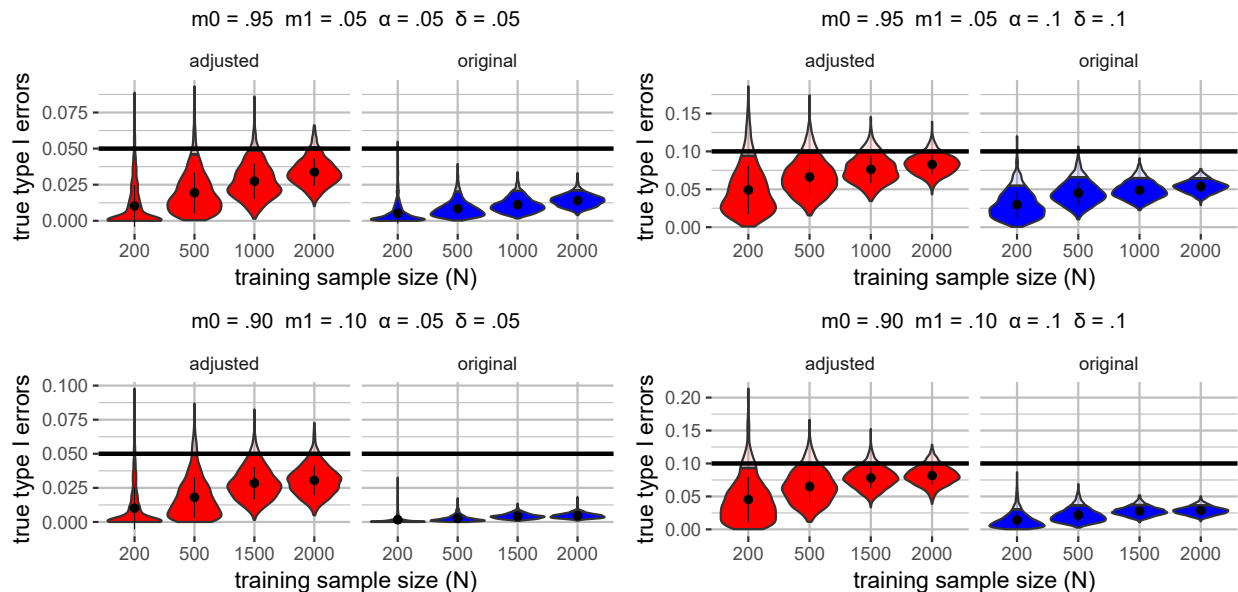 m0 = .95 m1 = .05 α = .05 δ = .05
adjusted original
true type I errors
0.075
0.050
0.025
0.000
200 500 1000 2000 200 500 1000 2000
training sample size (N)
m0 = .95 m1 = .05 α = .1 δ = .1
adjusted original
true type I errors
0.15
0.10
0.05
0.00
200 500 1000 2000 200 500 1000 2000
training sample size (N)
m0 = .90 m1 = .10 α = .05 δ = .05
adjusted original
true type I errors
0.100
0.075
0.050
0.025
0.000
200 500 1500 2000 200 500 1500 2000
training sample size (N)
m0 = .90 m1 = .10 α = .1 δ = .1
adjusted original
true type I errors
0.20
0.15
0.10
0.05
0.00
200 500 1500 2000 200 500 1500 2000
training sample size (N)